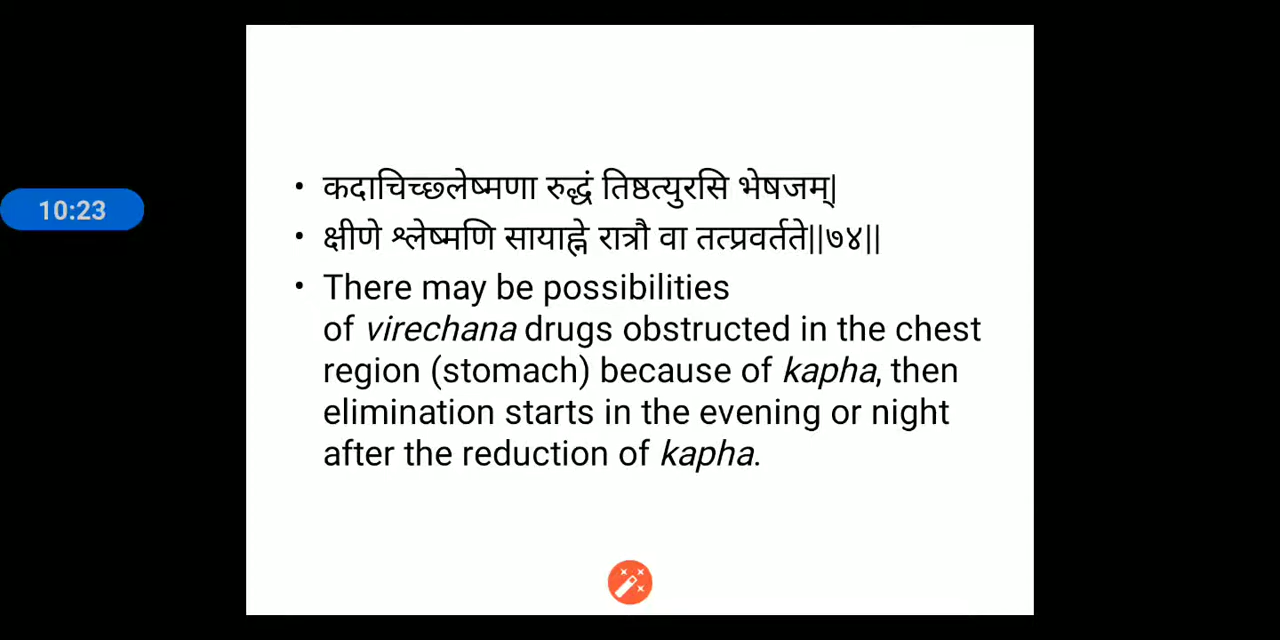 10:23
• कदाचिच्छलेष्मणा रुद्धं तिष्ठत्युरसि भेषजम्|
• क्षीणे श्लेष्मणि सायाह्ने रात्रौ वा तत्प्रवर्तते||७४||
• There may be possibilities
of virechana drugs obstructed in the chest
region (stomach) because of kapha, then
elimination starts in the evening or night
after the reduction of kapha.